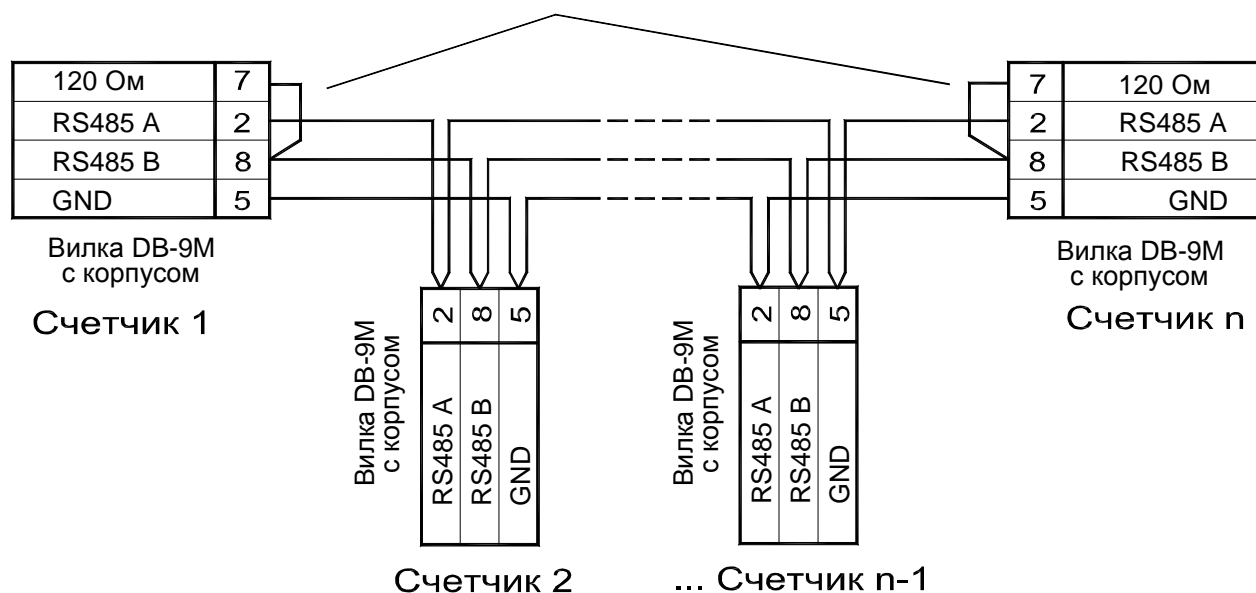 120 Ом 7
RS485 A 2
RS485 B 8
GND 5
Вилка DB-9M
с корпусом
Счетчик 1
7 120 Ом
2 RS485 A
8 RS485 B
5 GND
Вилка DB-9M
с корпусом
Счетчик n
Вилка DB-9M
с корпусом
2 8 5
RS485 A
RS485 B
GND
Счетчик 2
Вилка DB-9M
с корпусом
2 8 5
RS485 A
RS485 B
GND
... Счетчик n-1